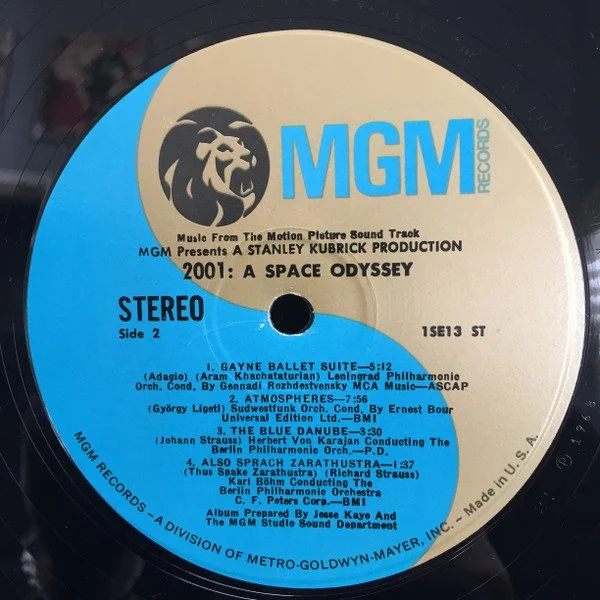 MGM
RECORDS
Music From The Motion Picture Sound Track
MGM Presents A STANLEY KUBRICK PRODUCTION
2001: A SPACE ODYSSEY
STEREO
Side 2
1SE13 ST
1. GAYNE BALLET SUITE—5:12
(Adagio) (Aram Khachataturian) Leningrad Philharmonic
Orch. Cond. By Gennadi Rozhdestvensky MCA Music—ASCAP
2. ATMOSPHERES—7:56
(György Ligeti) Sudwestfunk Orch. Cond. By Ernest Bour
Universal Edition Ltd.—BMI
3. THE BLUE DANUBE—3:30
(Johann Strauss) Herbert Von Karajan Conducting The
Berlin Philharmonic Orch.—P.D.
4. ALSO SPRACH ZARATHUSTRA—1:37
(Thus Spake Zarathustra) (Richard Strauss)
Karl Böhm Conducting The
Berlin Philharmonic Orchestra
C. F. Peters Corp.—BMI
Album Prepared By Jesse Kaye And
The MGM Studio Sound Department
MGM RECORDS – A DIVISION OF METRO-GOLDWYN-MAYER, INC. – Made in U. S. A.
℗ 1968